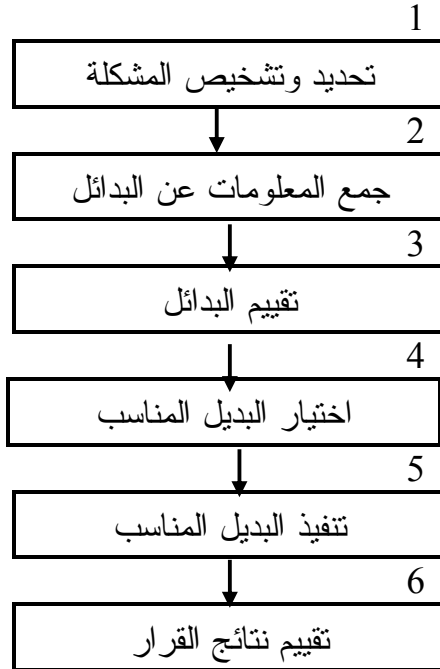 1
تحديد وتشخيص المشكلة
2
جمع المعلومات عن البدائل
3
تقييم البدائل
4
اختيار البديل المناسب
5
تنفيذ البديل المناسب
6
تقييم نتائج القرار